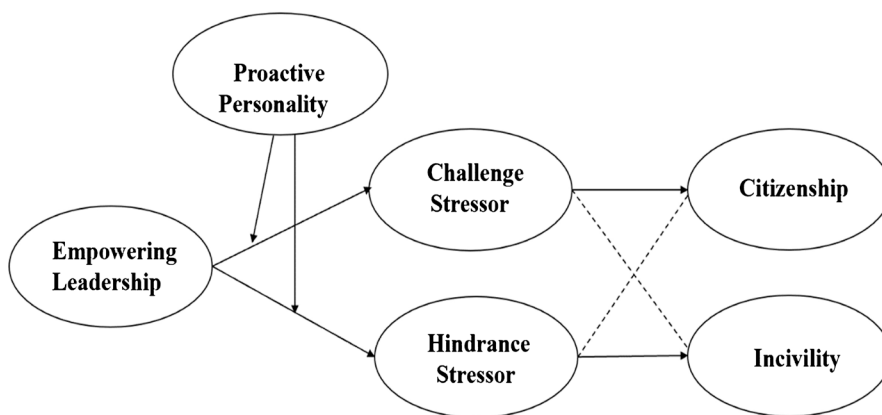 Proactive
Personality
Challenge
Stressor
Citizenship
Empowering
Leadership
Hindrance
Stressor
Incivility